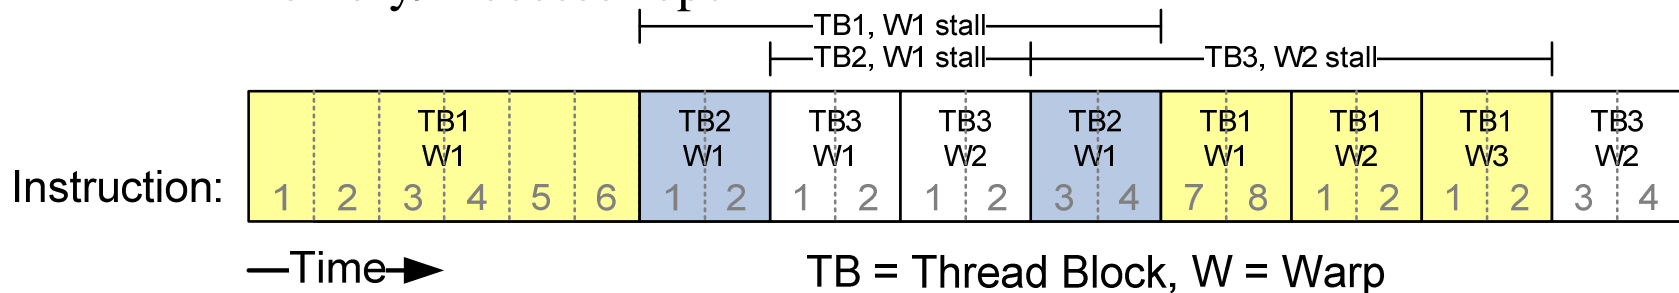 TB1, W1 stall
TB2, W1 stall TB3, W2 stall
TB1 TB2 TB3 TB3 TB2 TB1 TB1 TB1 TB3
W1 W1 W1 W2 W1 W1 W2 W3 W2
Instruction: 1 2 3 4 5 6 1 2 1 2 1 2 3 4 7 8 1 2 1 2 3 4
Time TB = Thread Block, W = Warp